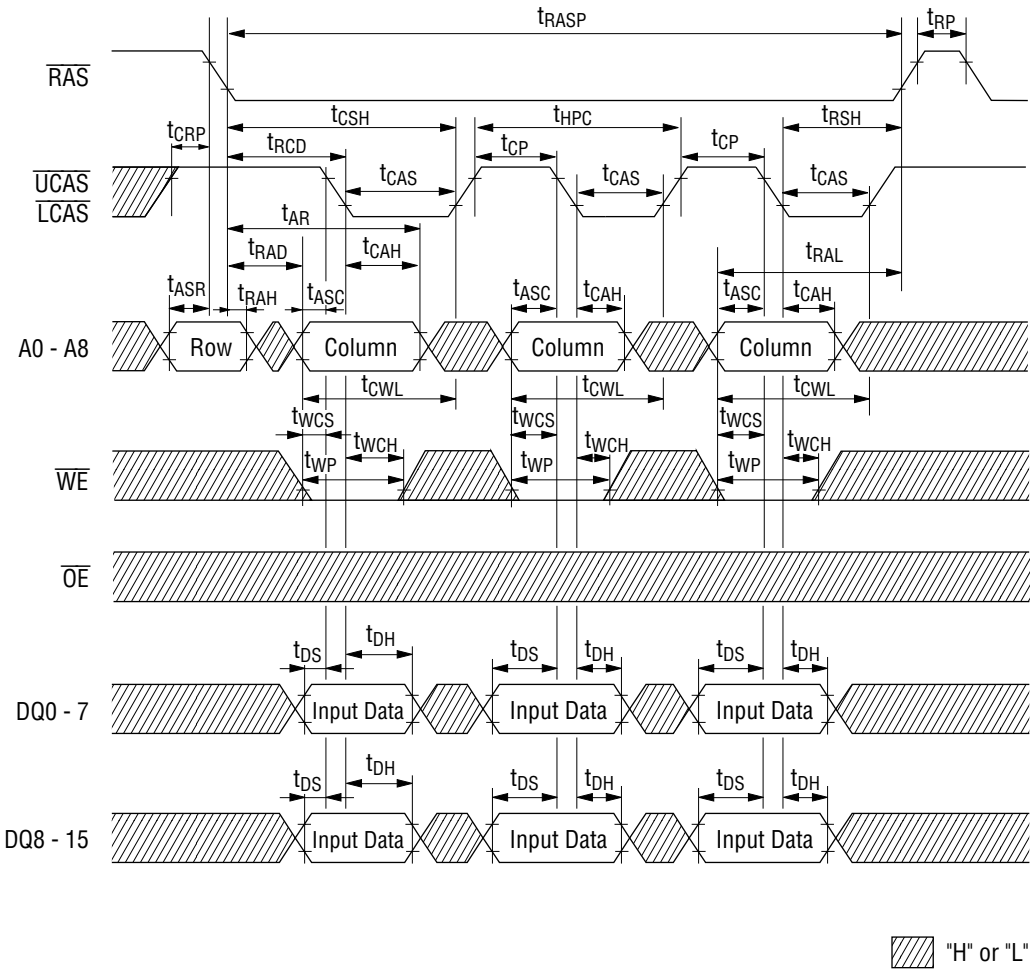 tRASP tRP
RAS
tCSH tHPC tRSH
tCRP tRCD tCP tCP
UCAS tCAS tCAS tCAS
LCAS
tAR
tRAD tCAH tRAL
tASR tRAH tASC tASC tCAH tASC tCAH
A0 - A8 Row Column Column Column
tCWL tCWL tCWL
tWCS tWCS tWCS
tWCH tWCH tWCH
tWP tWP tWP
WE
OE
tDS tDH tDS tDH tDS tDH
DQ0 - 7 Input Data Input Data Input Data
tDS tDH tDS tDH tDS tDH
DQ8 - 15 Input Data Input Data Input Data
"H" or "L"